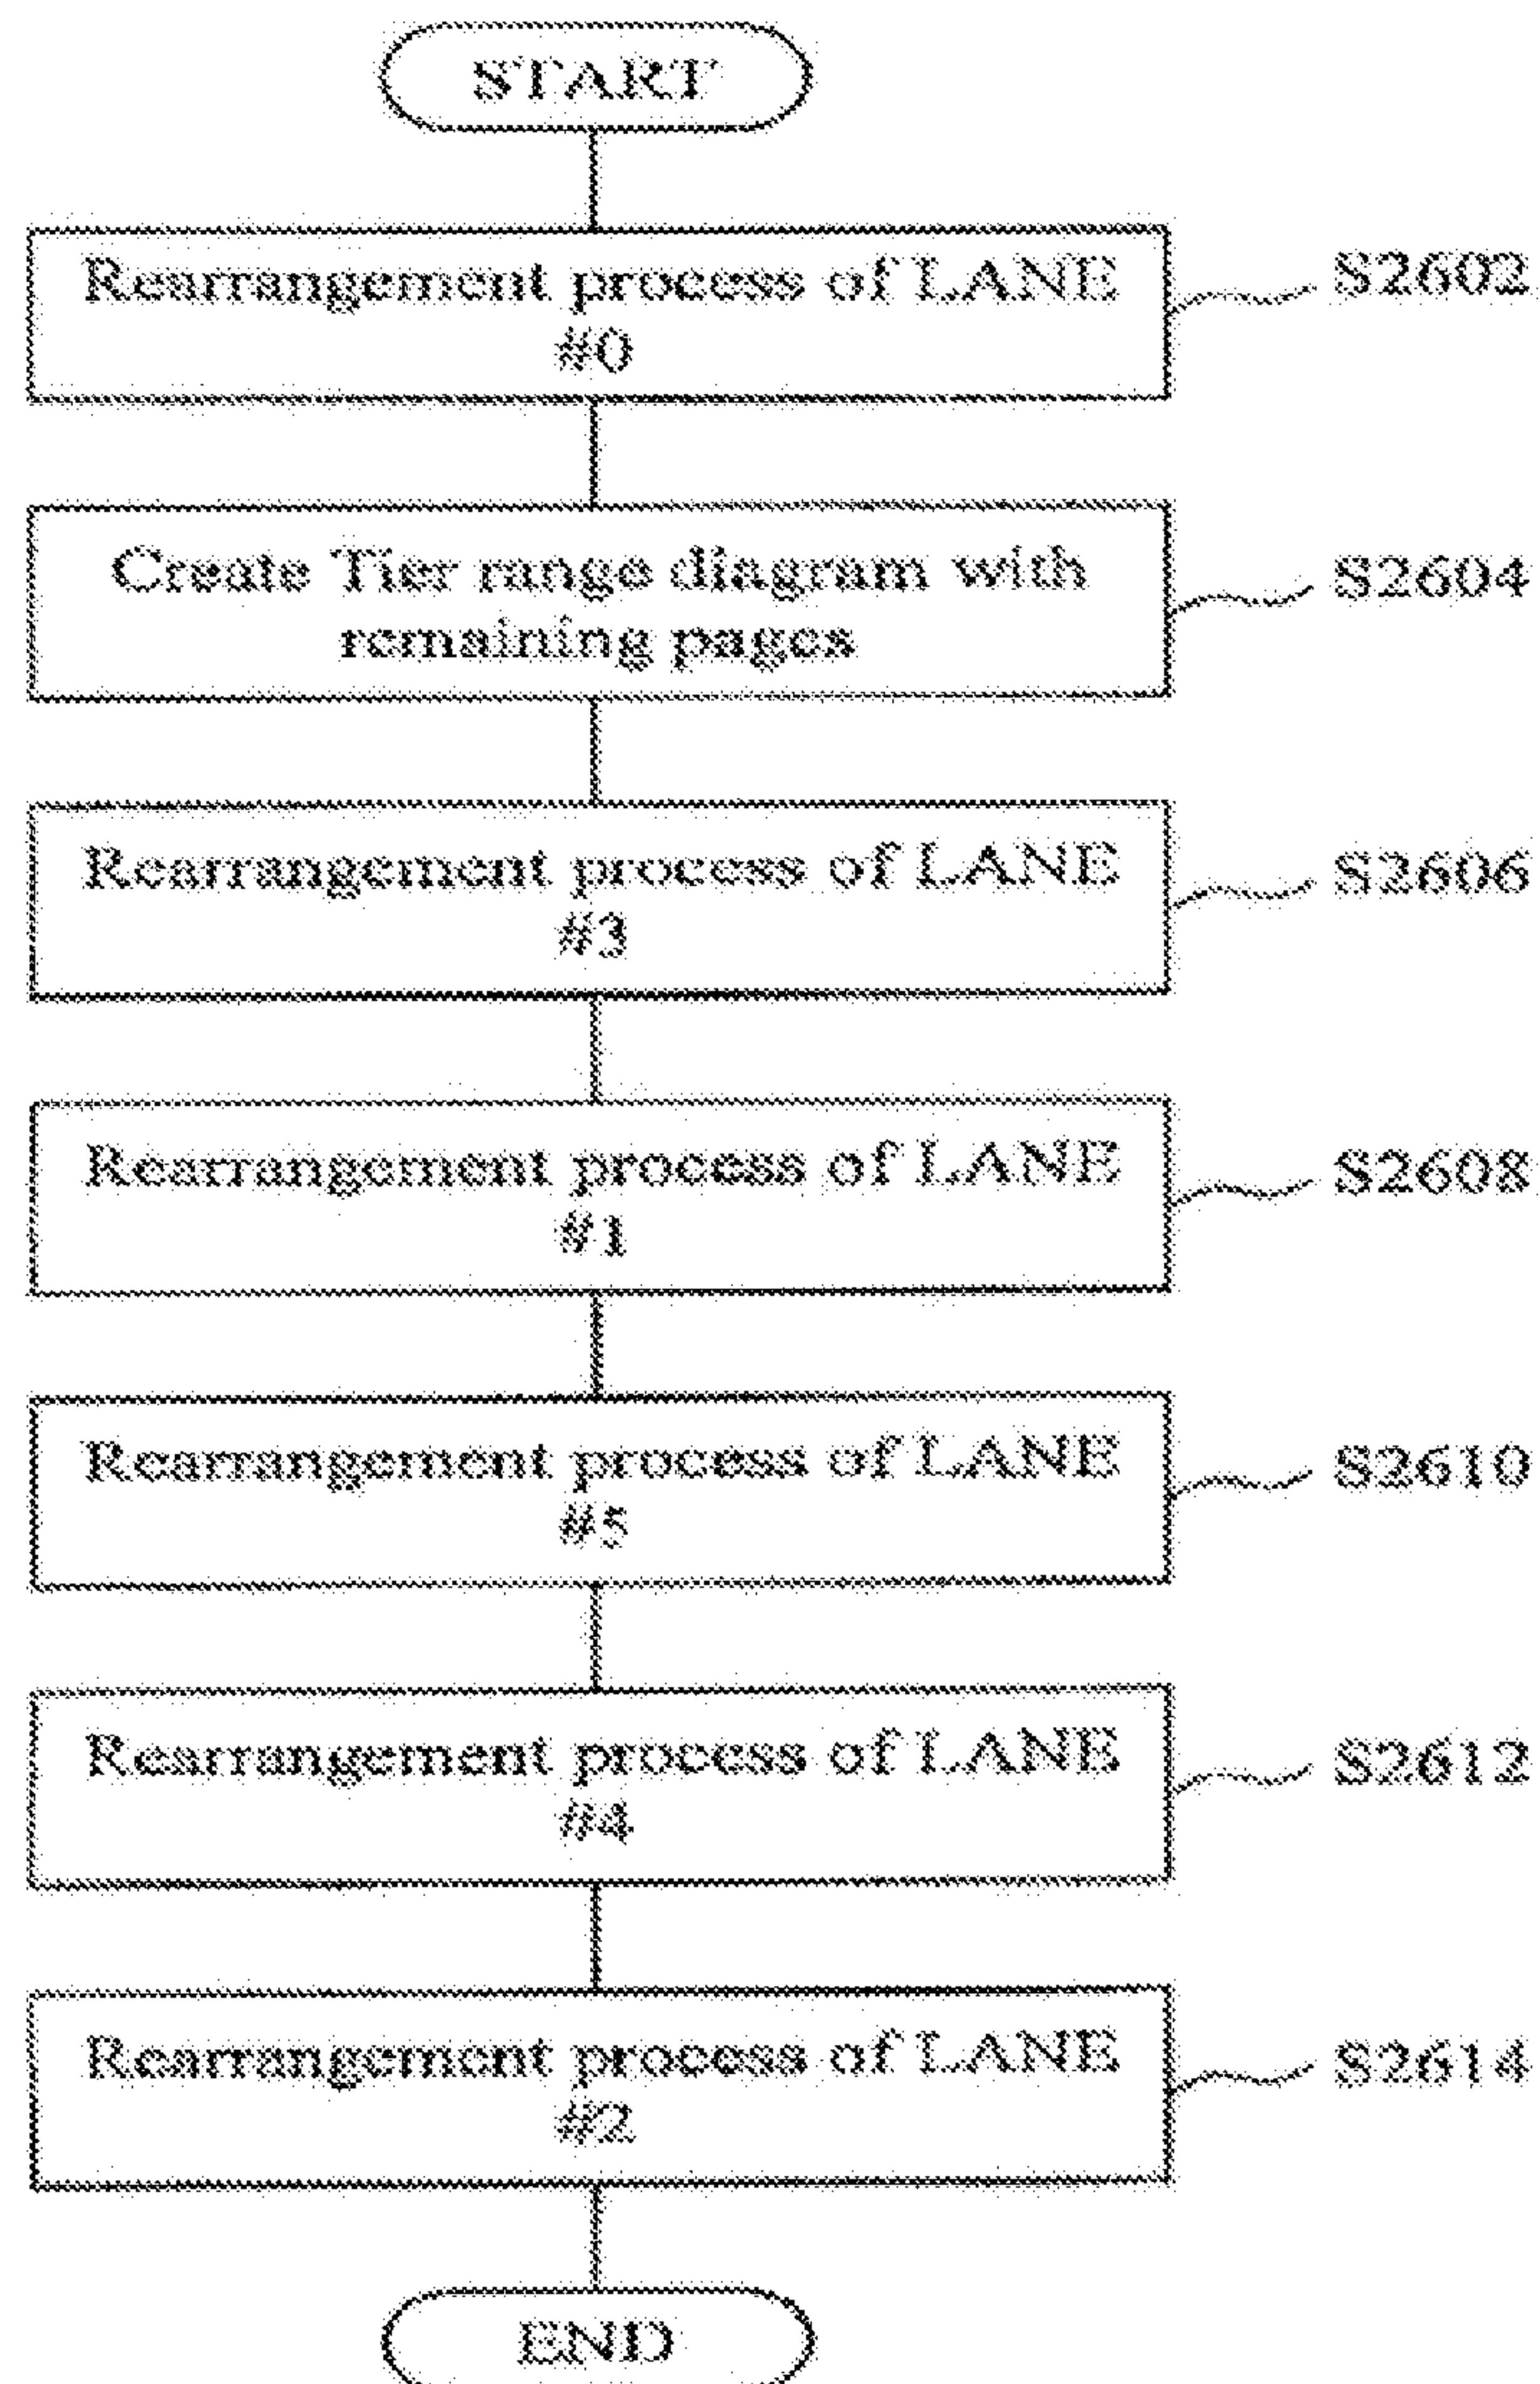 START
Rearrangement process of LANE
#0
S2602
Create Tier range diagram with
remaining pages
S2604
Rearrangement process of LANE
#3
S2606
Rearrangement process of LANE
#1
S2608
Rearrangement process of LANE
#5
S2610
Rearrangement process of LANE
#4
S2612
Rearrangement process of LANE
#2
S2614
END